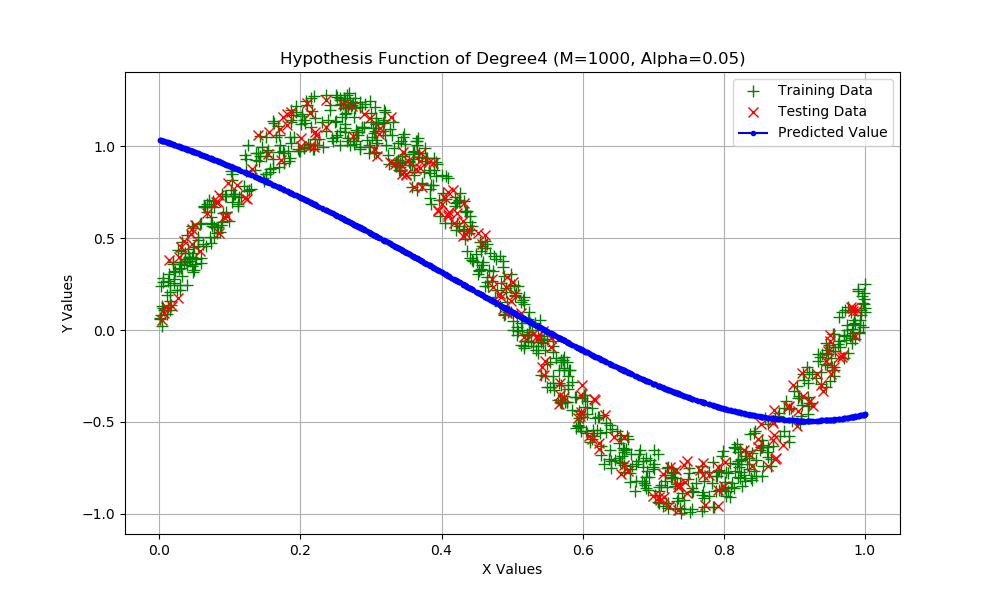 Hypothesis Function of Degree4 (M=1000, Alpha=0.05)
Training Data
Testing Data
Predicted Value
Y Values
1.0
0.5
0.0
−0.5
−1.0
0.0 0.2 0.4 0.6 0.8 1.0
X Values